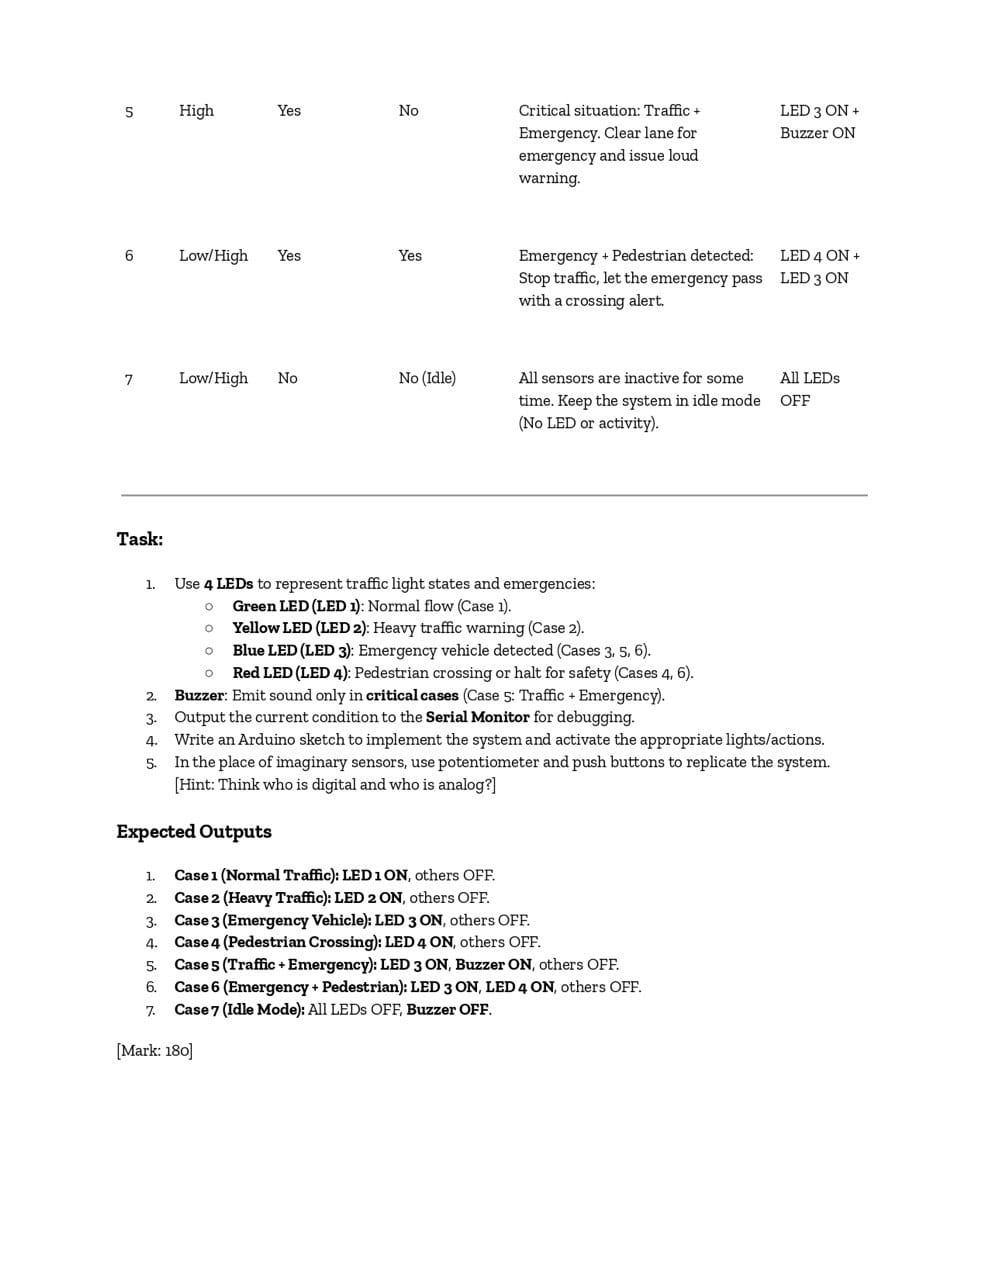 5 High Yes No Critical situation: Traffic + LED 3 ON +
Emergency. Clear lane for Buzzer ON
emergency and issue loud
warning.
6 Low/High Yes Yes Emergency + Pedestrian detected: LED 4 ON +
Stop traffic, let the emergency pass LED 3 ON
with a crossing alert.
7 Low/High No No (Idle) All sensors are inactive for some All LEDs
time. Keep the system in idle mode OFF
(No LED or activity).
Task:
1. Use 4 LEDs to represent traffic light states and emergencies:
○ Green LED (LED 1): Normal flow (Case 1).
○ Yellow LED (LED 2): Heavy traffic warning (Case 2).
○ Blue LED (LED 3): Emergency vehicle detected (Cases 3, 5, 6).
○ Red LED (LED 4): Pedestrian crossing or halt for safety (Cases 4, 6).
2. Buzzer: Emit sound only in critical cases (Case 5: Traffic + Emergency).
3. Output the current condition to the Serial Monitor for debugging.
4. Write an Arduino sketch to implement the system and activate the appropriate lights/actions.
5. In the place of imaginary sensors, use potentiometer and push buttons to replicate the system.
[Hint: Think who is digital and who is analog?]
Expected Outputs
1. Case 1 (Normal Traffic): LED 1 ON, others OFF.
2. Case 2 (Heavy Traffic): LED 2 ON, others OFF.
3. Case 3 (Emergency Vehicle): LED 3 ON, others OFF.
4. Case 4 (Pedestrian Crossing): LED 4 ON, others OFF.
5. Case 5 (Traffic + Emergency): LED 3 ON, Buzzer ON, others OFF.
6. Case 6 (Emergency + Pedestrian): LED 3 ON, LED 4 ON, others OFF.
7. Case 7 (Idle Mode): All LEDs OFF, Buzzer OFF.
[Mark: 180]